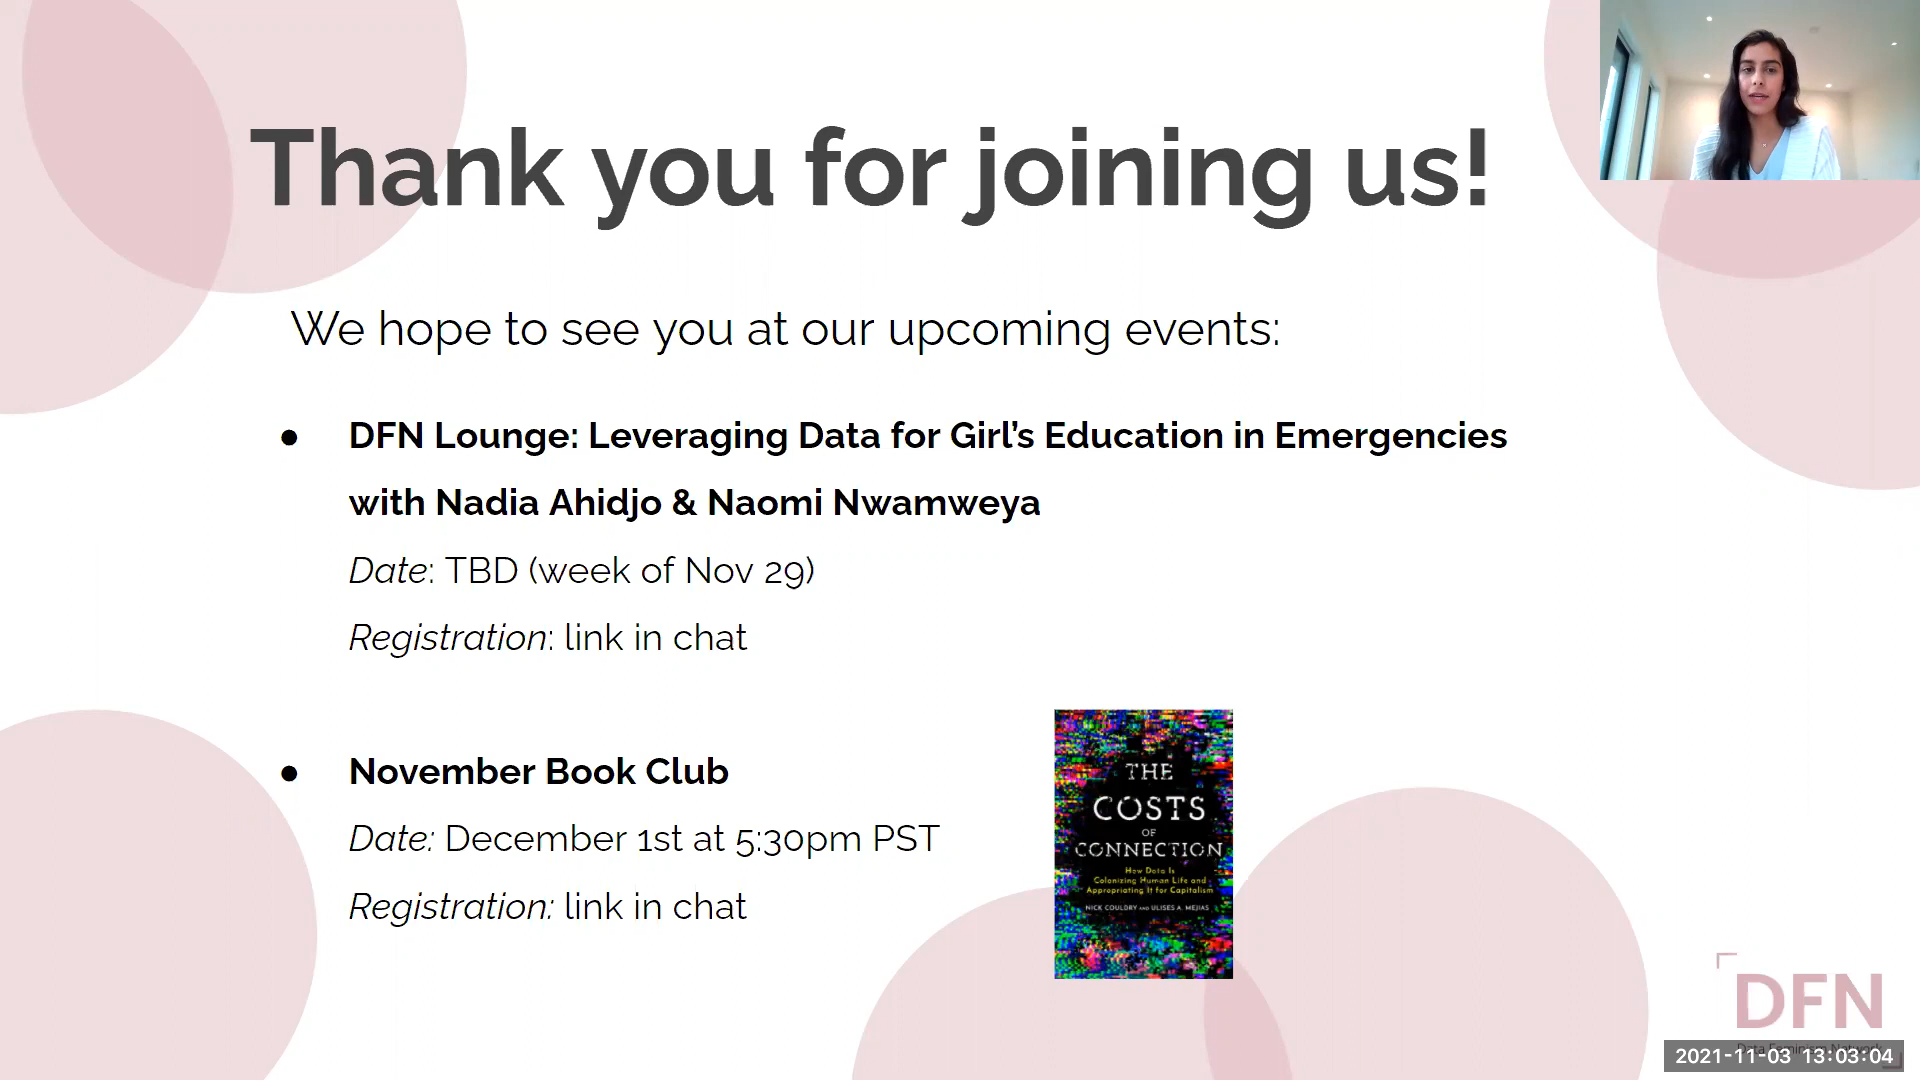 Thank you for joining us!
We hope to see you at our upcoming events:
● DFN Lounge: Leveraging Data for Girl’s Education in Emergencies
with Nadia Ahidjo & Naomi Nwamweya
Date: TBD (week of Nov 29)
Registration: link in chat
● November Book Club
Date: December 1st at 5:30pm PST
Registration: link in chat
THE
COSTS
OF
CONNECTION
How Data Is
Colonizing Human Life and
Appropriating It for Capitalism
NICK COULDRY AND ULISES A. MEJIAS
DFN
Data Feminism Network
2021-11-03 13:03:04